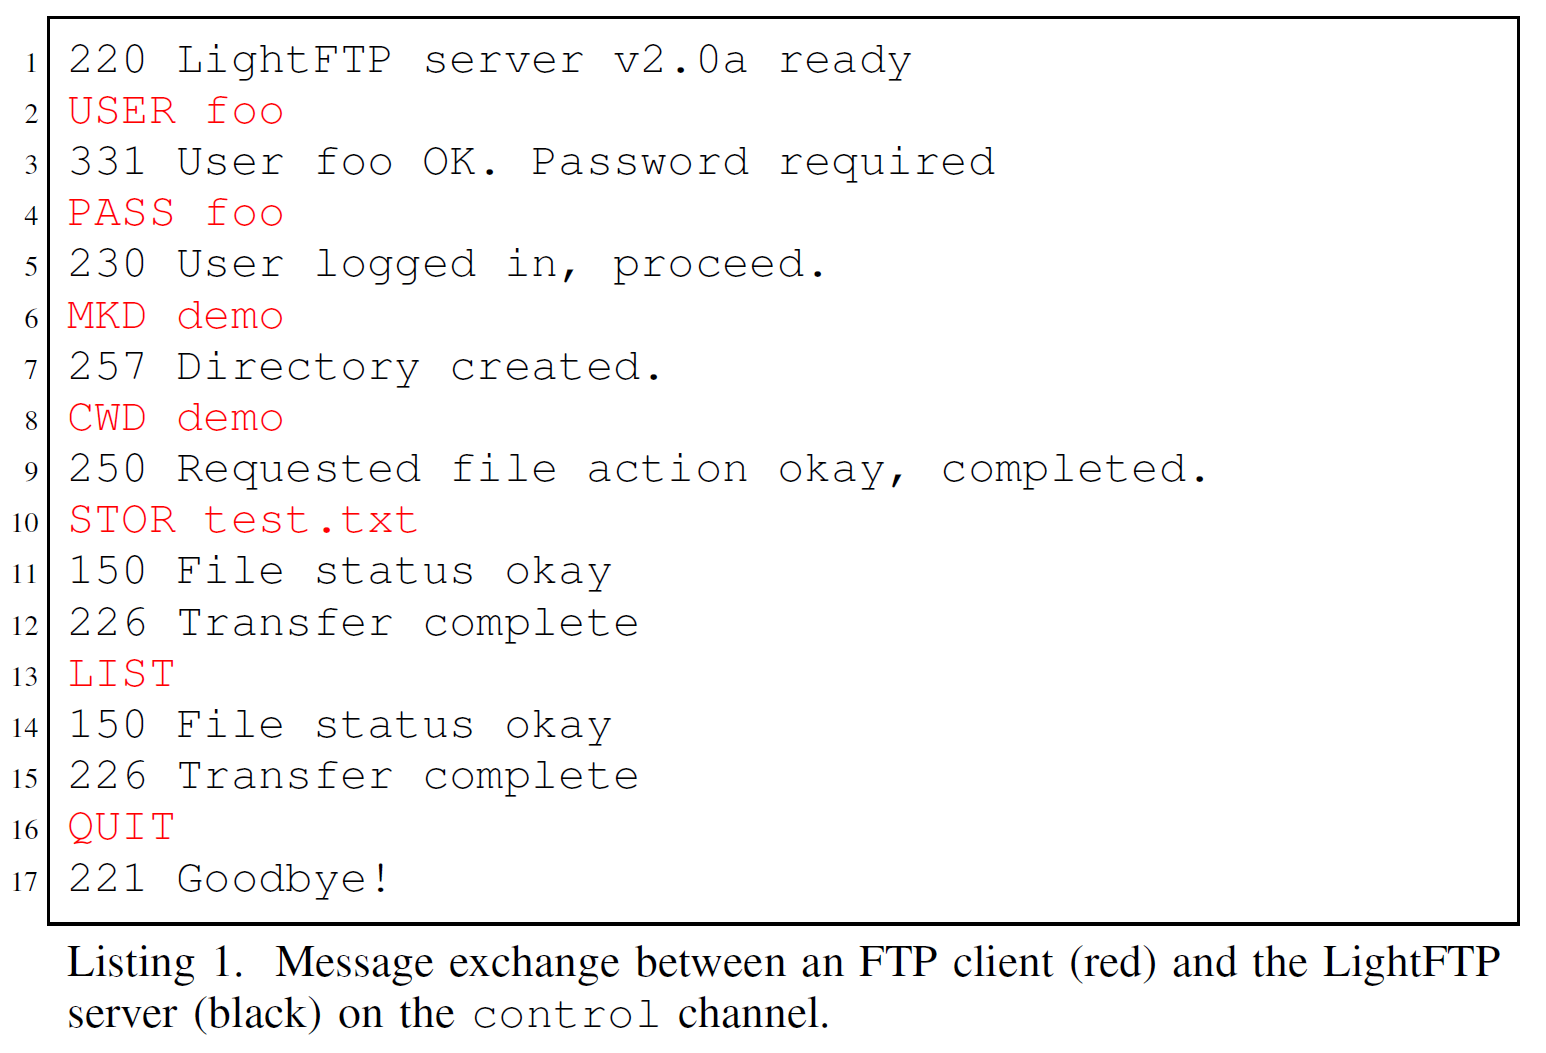 1 220 LightFTP server v2.0a ready
2 USER foo
3 331 User foo OK. Password required
4 PASS foo
5 230 User logged in, proceed.
6 MKD demo
7 257 Directory created.
8 CWD demo
9 250 Requested file action okay, completed.
10 STOR test.txt
11 150 File status okay
12 226 Transfer complete
13 LIST
14 150 File status okay
15 226 Transfer complete
16 QUIT
17 221 Goodbye!
Listing 1. Message exchange between an FTP client (red) and the LightFTP
server (black) on the control channel.